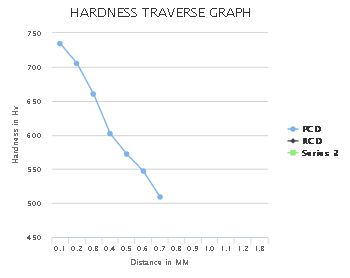 HARDNESS TRAVERSE GRAPH
750
700
650
600
550
500
450
Hardness in Hv
0.1 0.2 0.3 0.4 0.5 0.6 0.7 0.8 0.9 1.0 1.1 1.2 1.3
Distance in MM
PCD
RCD
Series